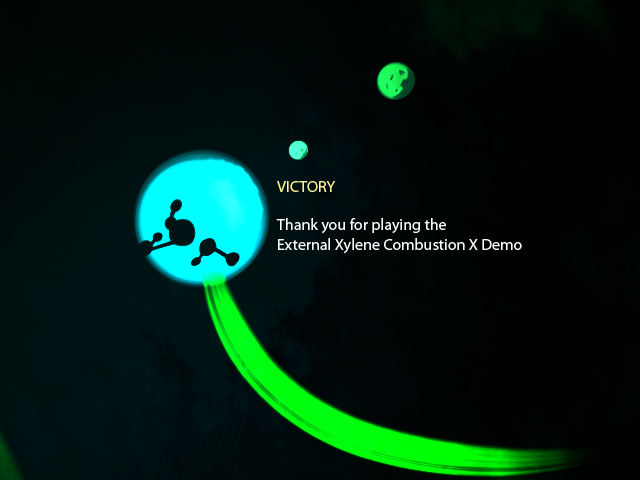 VICTORY
Thank you for playing the
External Xylene Combustion X Demo